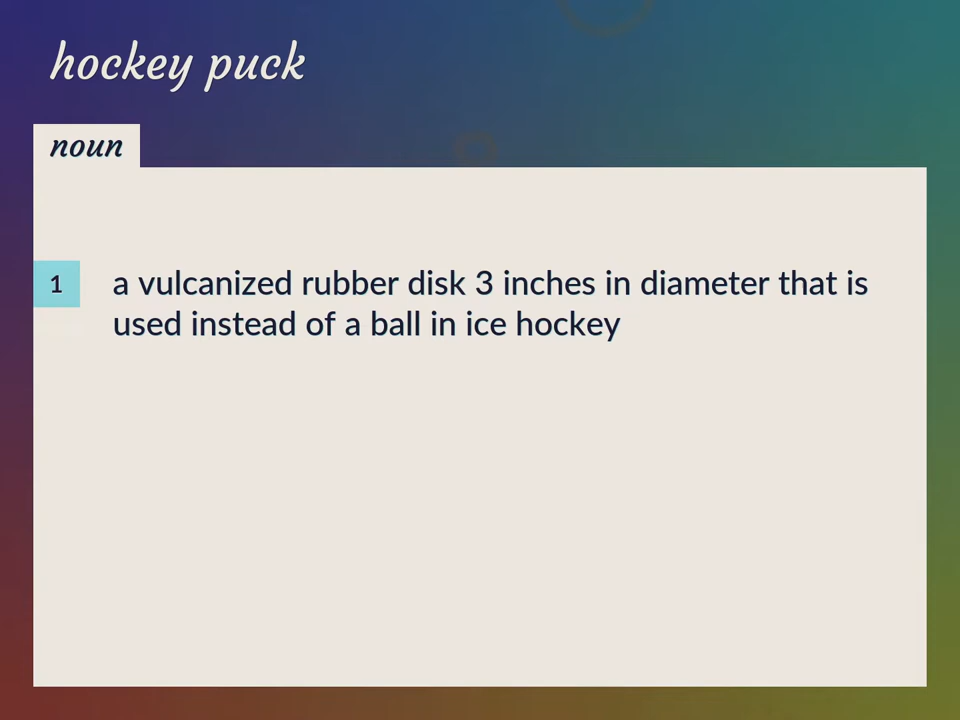 hockey puck
noun
1
a vulcanized rubber disk 3 inches in diameter that is
used instead of a ball in ice hockey